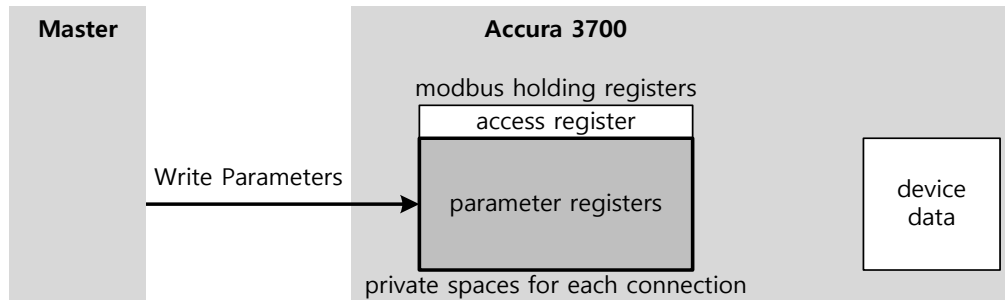 Master
Accura 3700
modbus holding registers
access register
Write Parameters
parameter registers
device
data
private spaces for each connection